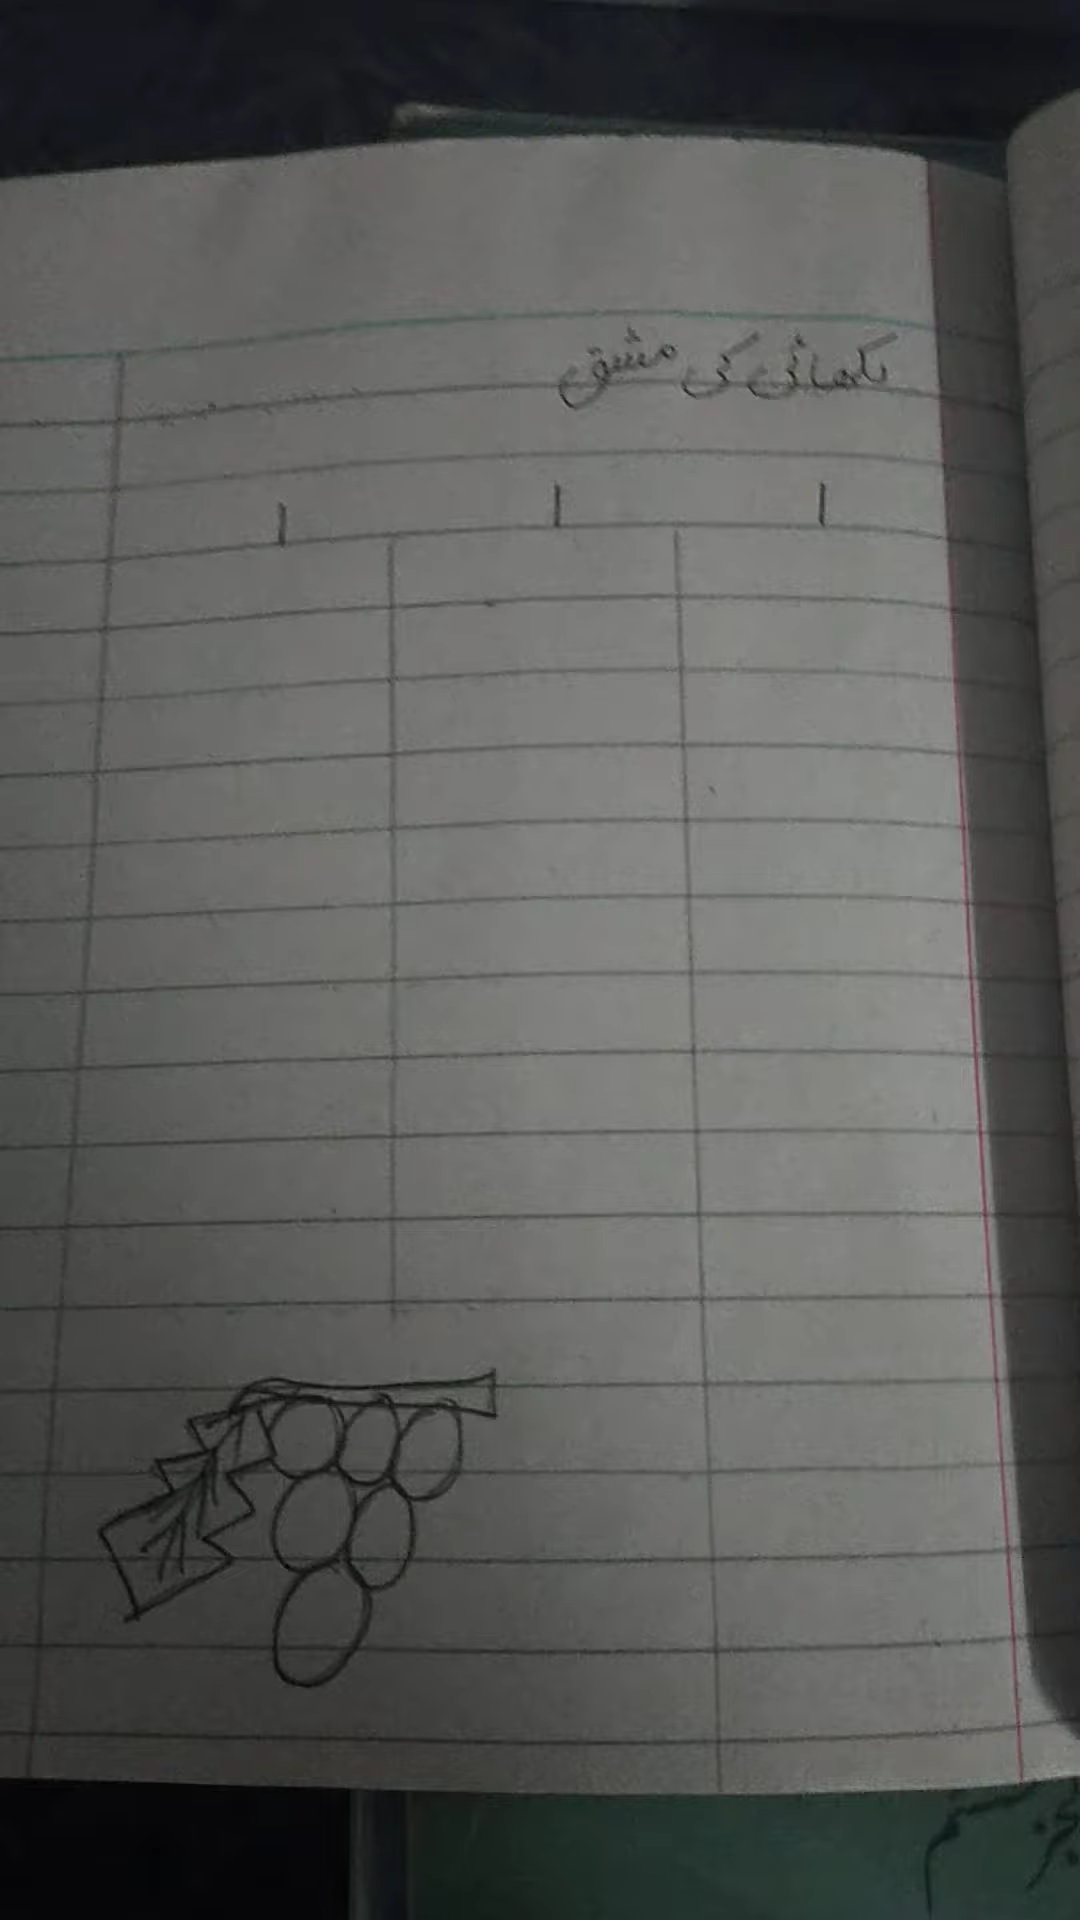 لکھائی کی مشق
ا ا ا